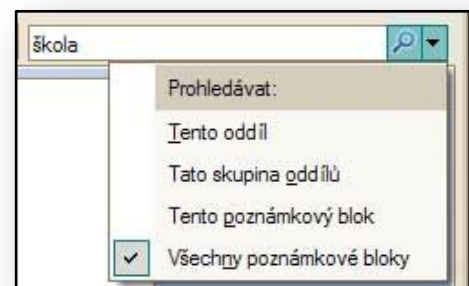 škola
Prohledávat:
Tento oddíl
Tato skupina oddílů
Tento poznámkový blok
Všechny poznámkové bloky